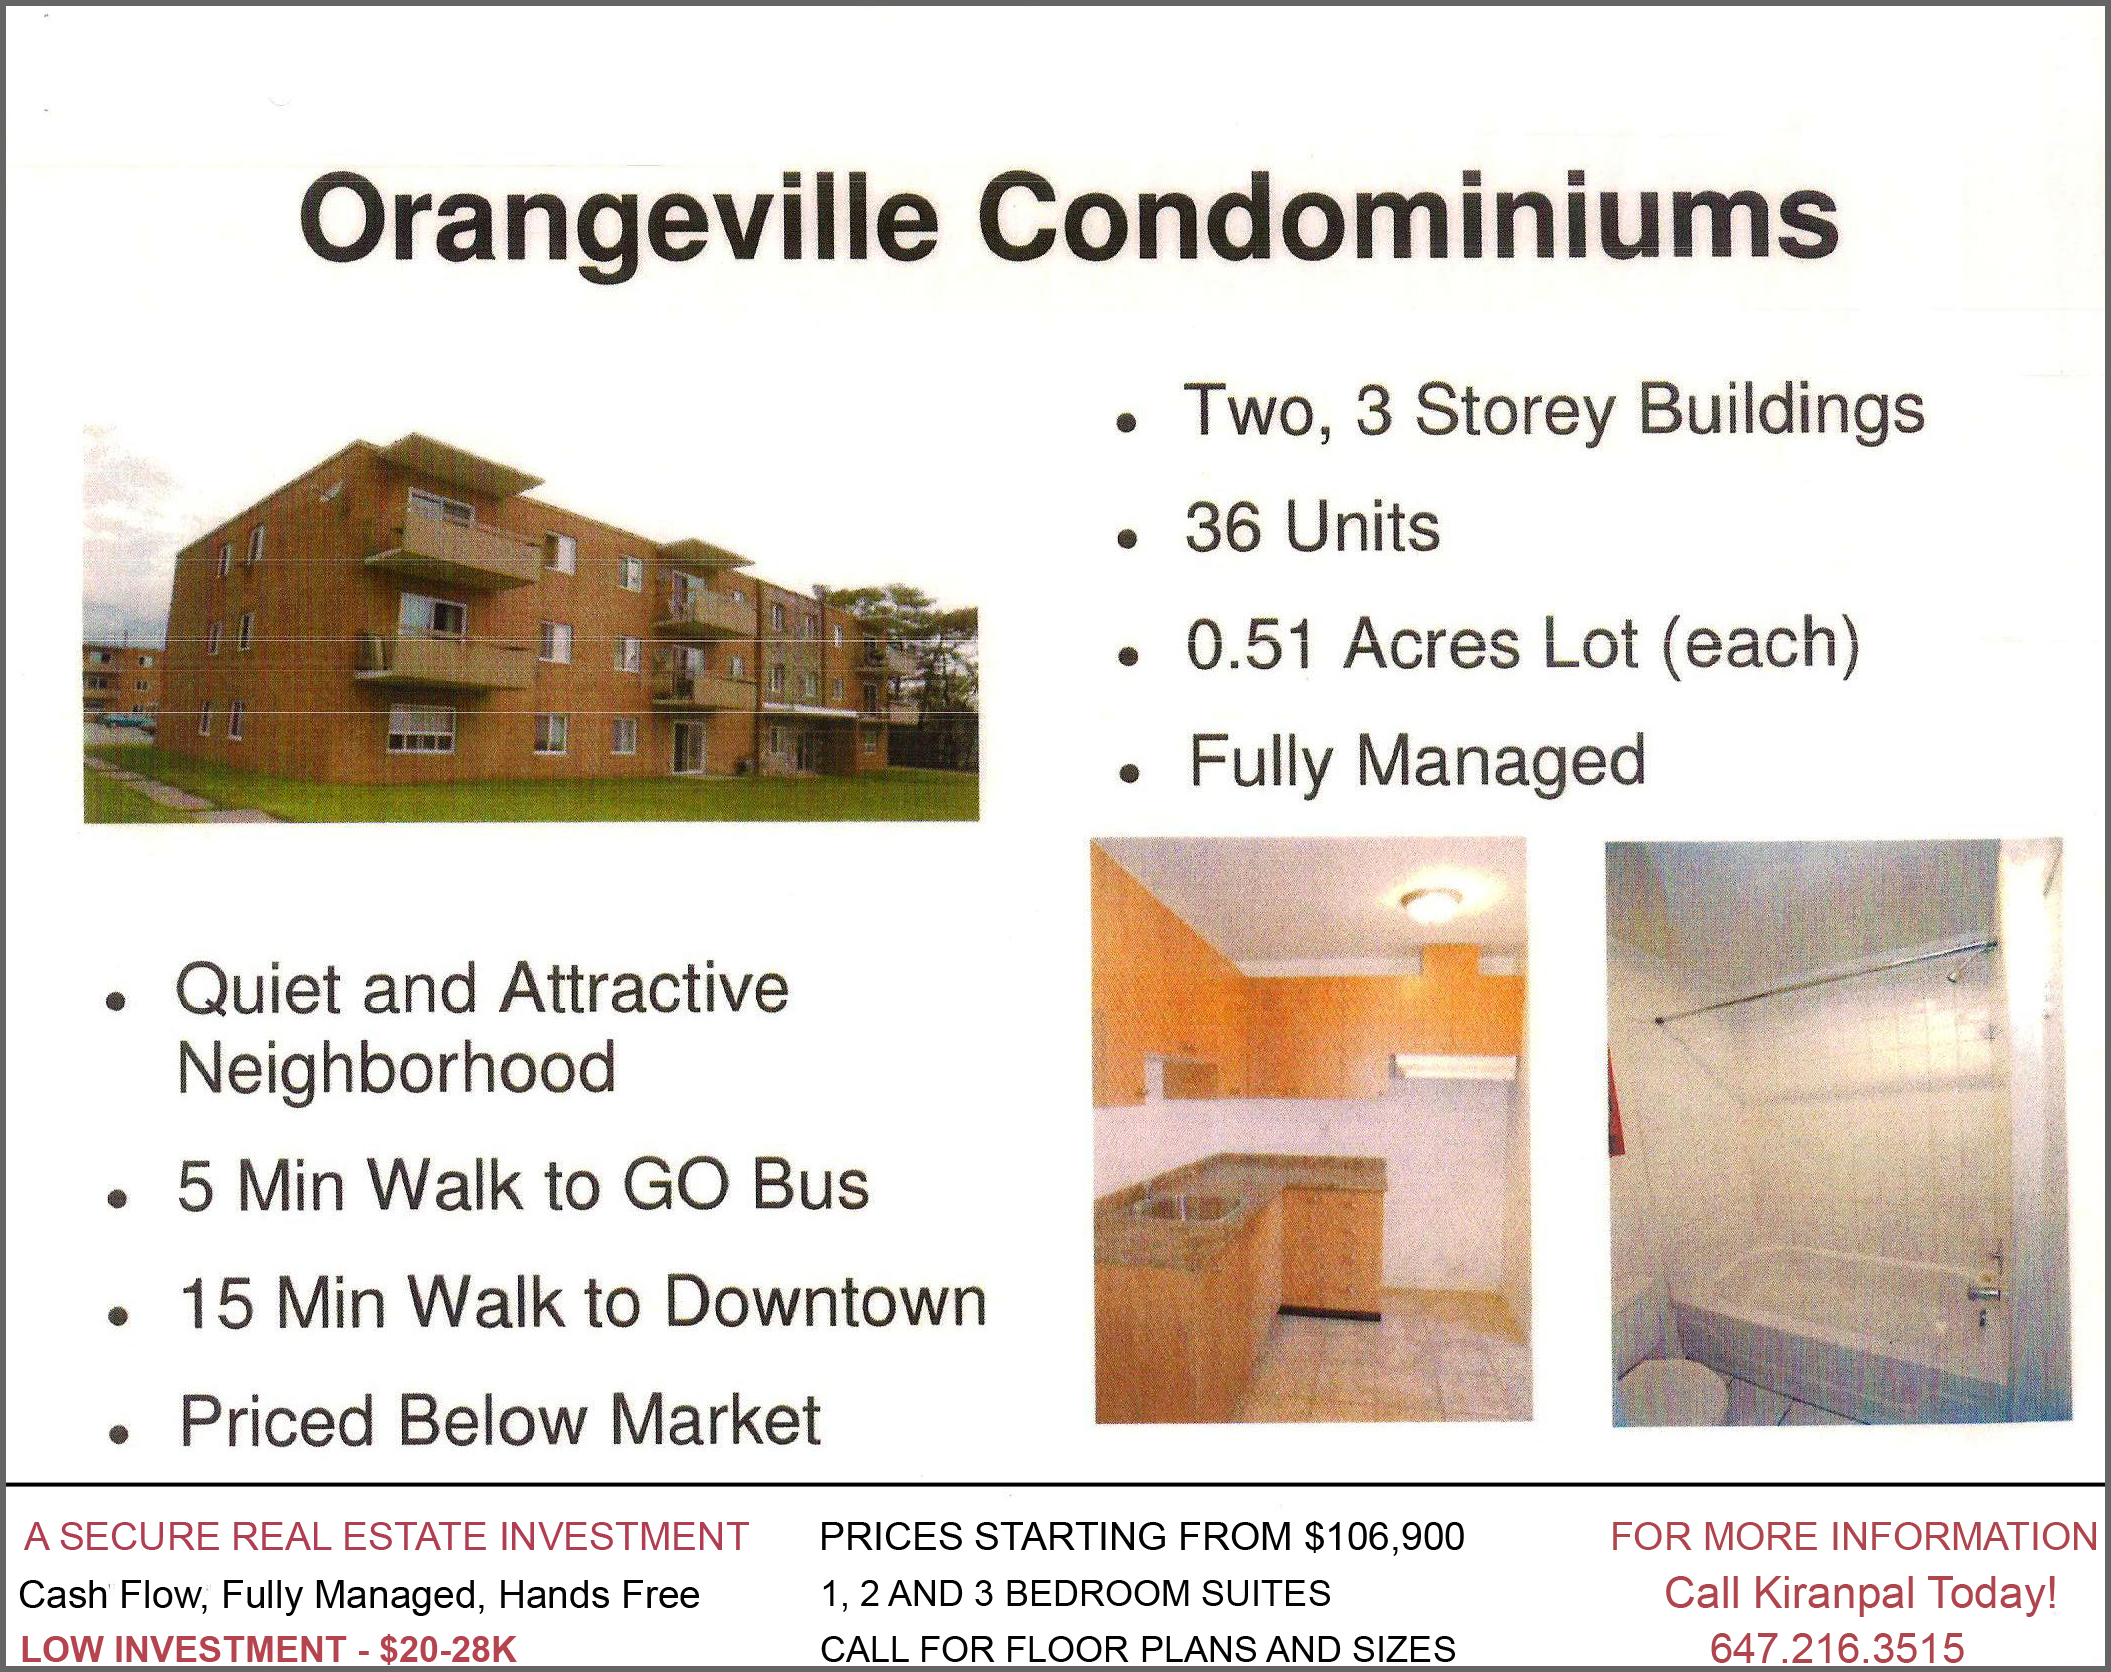 Orangeville Condominiums
• Two, 3 Storey Buildings
• 36 Units
• 0.51 Acres Lot (each)
• Fully Managed
• Quiet and Attractive
Neighborhood
• 5 Min Walk to GO Bus
• 15 Min Walk to Downtown
• Priced Below Market
A SECURE REAL ESTATE INVESTMENT
Cash Flow, Fully Managed, Hands Free
LOW INVESTMENT - $20-28K
PRICES STARTING FROM $106,900
1, 2 AND 3 BEDROOM SUITES
CALL FOR FLOOR PLANS AND SIZES
FOR MORE INFORMATION
Call Kiranpal Today!
647.216.3515